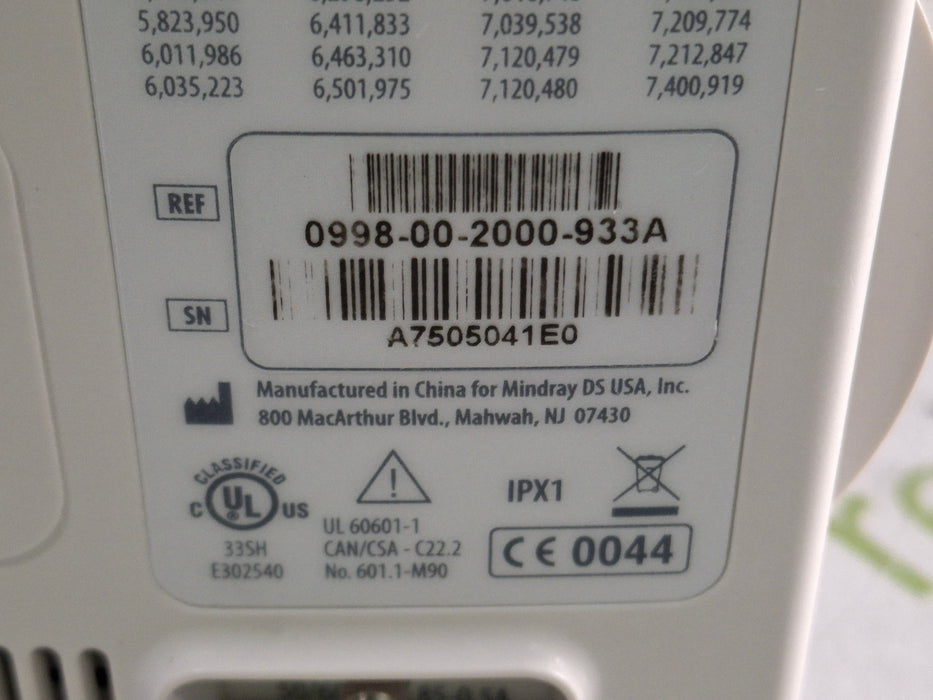 5,823,950 6,411,833 7,039,538 7,209,774
6,011,986 6,463,310 7,120,479 7,212,847
6,035,223 6,501,975 7,120,480 7,400,919
REF
0998-00-2000-933A
SN
A7505041E0
Manufactured in China for Mindray DS USA, Inc.
800 MacArthur Blvd., Mahwah, NJ 07430
CLASSIFIED
C UL US
33SH
E302540
UL 60601-1
CAN/CSA - C22.2
No. 601.1-M90
IPX1
CE 0044